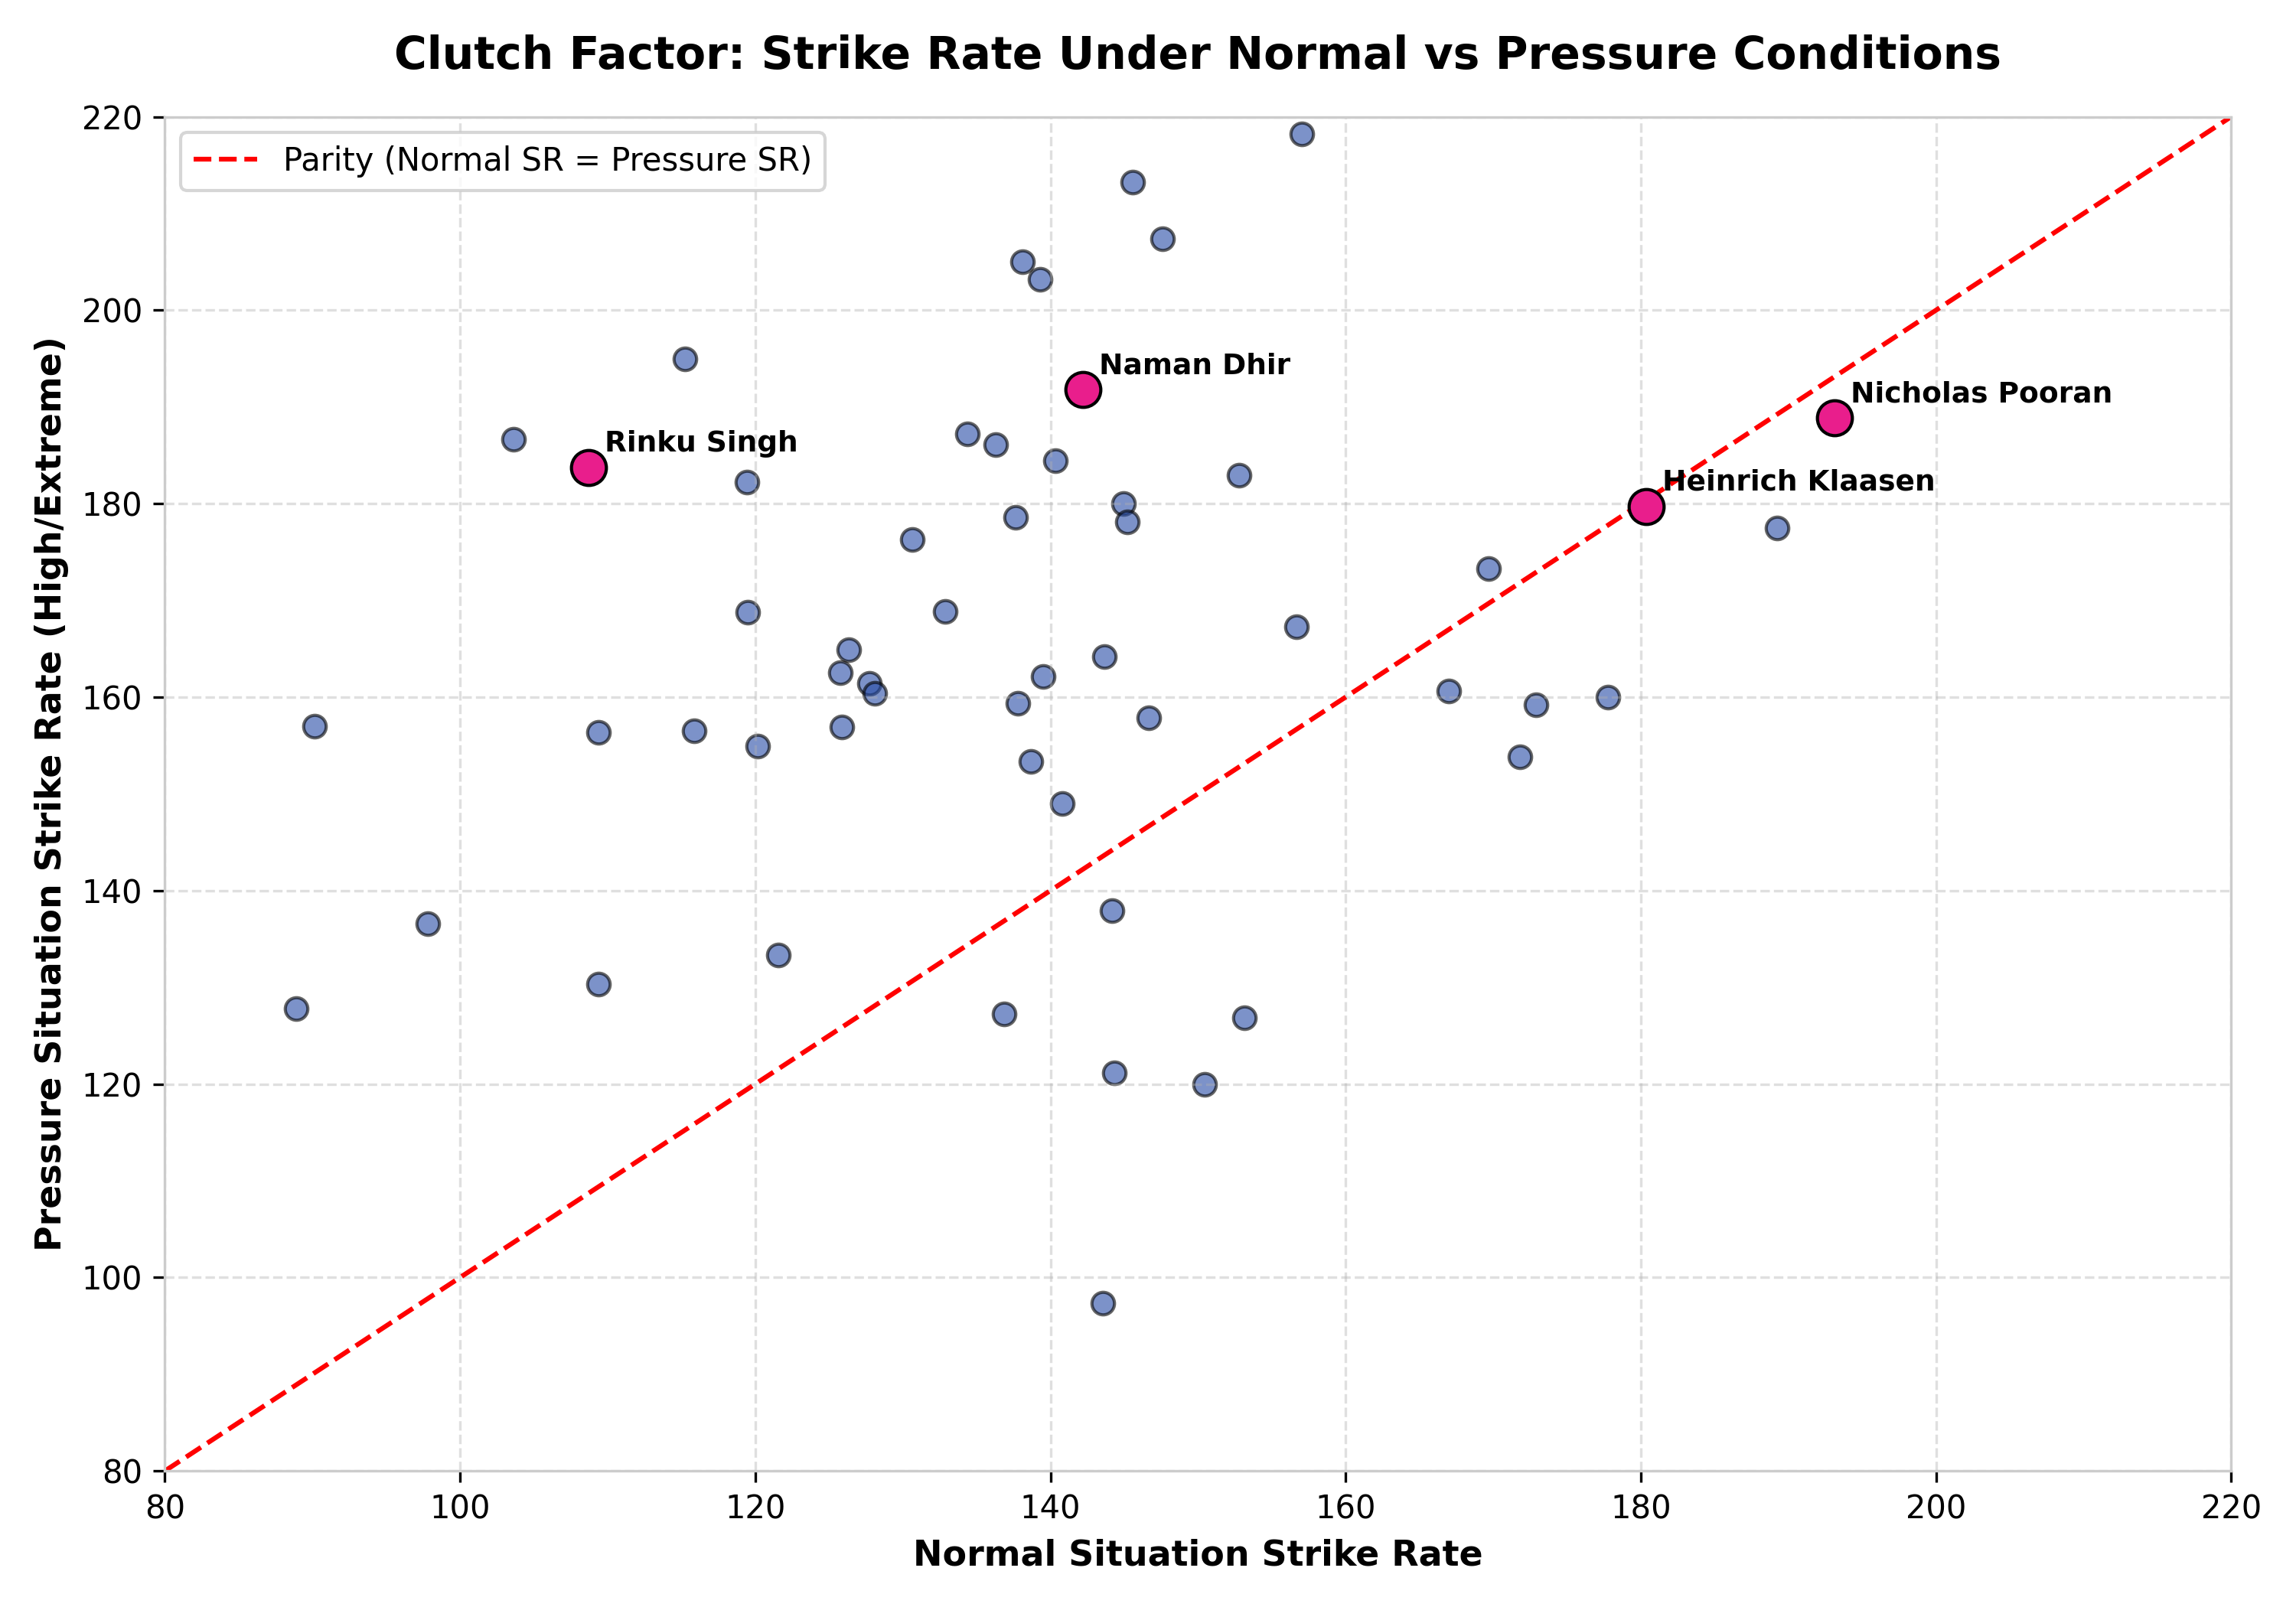 Clutch Factor: Strike Rate Under Normal vs Pressure Conditions
Parity (Normal SR = Pressure SR)
Pressure Situation Strike Rate (High/Extreme)
220
200
180
160
140
120
100
80
Naman Dhir
Nicholas Pooran
Rinku Singh
Heinrich Klaasen
80 100 120 140 160 180 200 220
Normal Situation Strike Rate